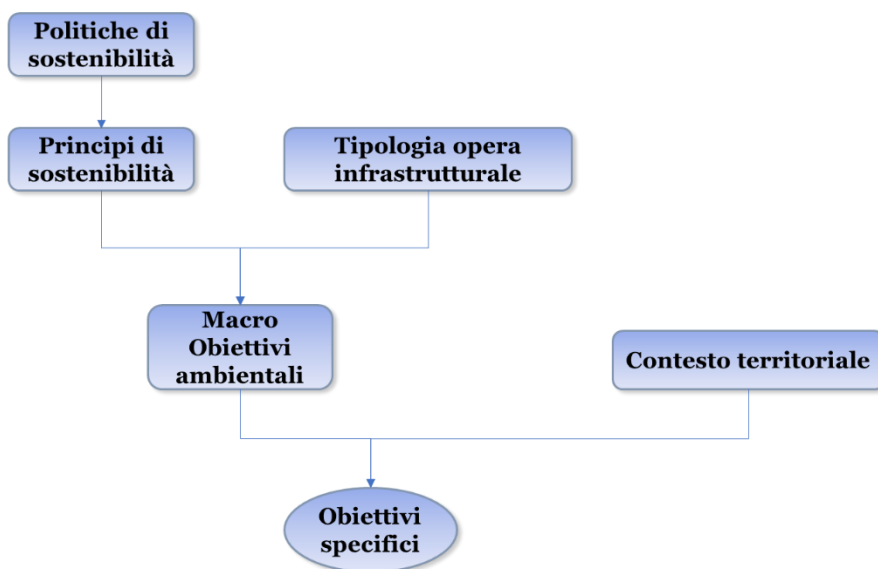 Politiche di
sostenibilità
Principi di
sostenibilità
Tipologia opera
infrastrutturale
Macro
Obiettivi
ambientali
Contesto territoriale
Obiettivi
specifici